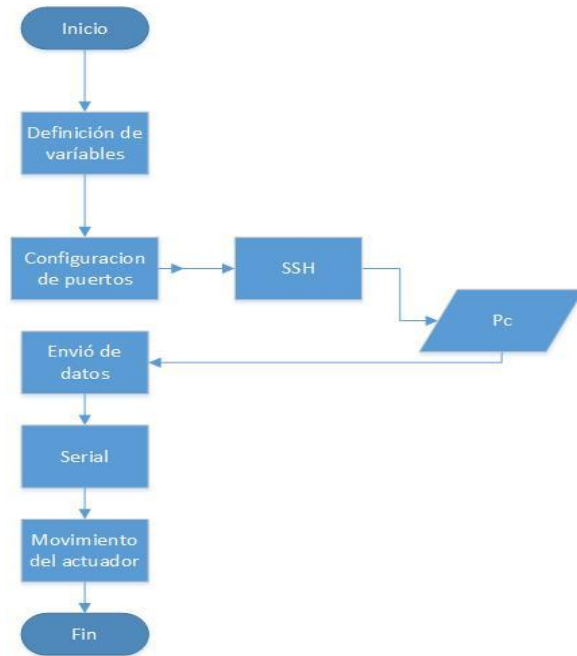 Inicio
Definición de
varíables
Configuracion
de puertos
SSH
Pc
Envió de
datos
Serial
Movimiento
del actuador
Fin